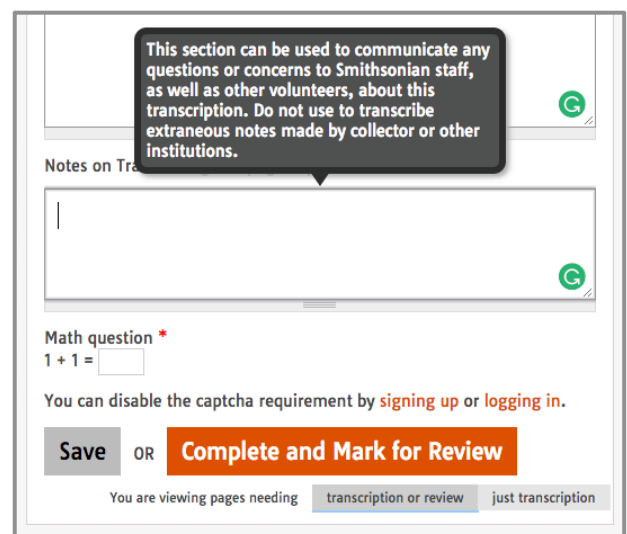 This section can be used to communicate any
questions or concerns to Smithsonian staff,
as well as other volunteers, about this
transcription. Do not use to transcribe
extraneous notes made by collector or other
institutions.
Notes on
Math question *
1 + 1 =
You can disable the captcha requirement by signing up or logging in.
Save OR Complete and Mark for Review
You are viewing pages needing transcription or review just transcription